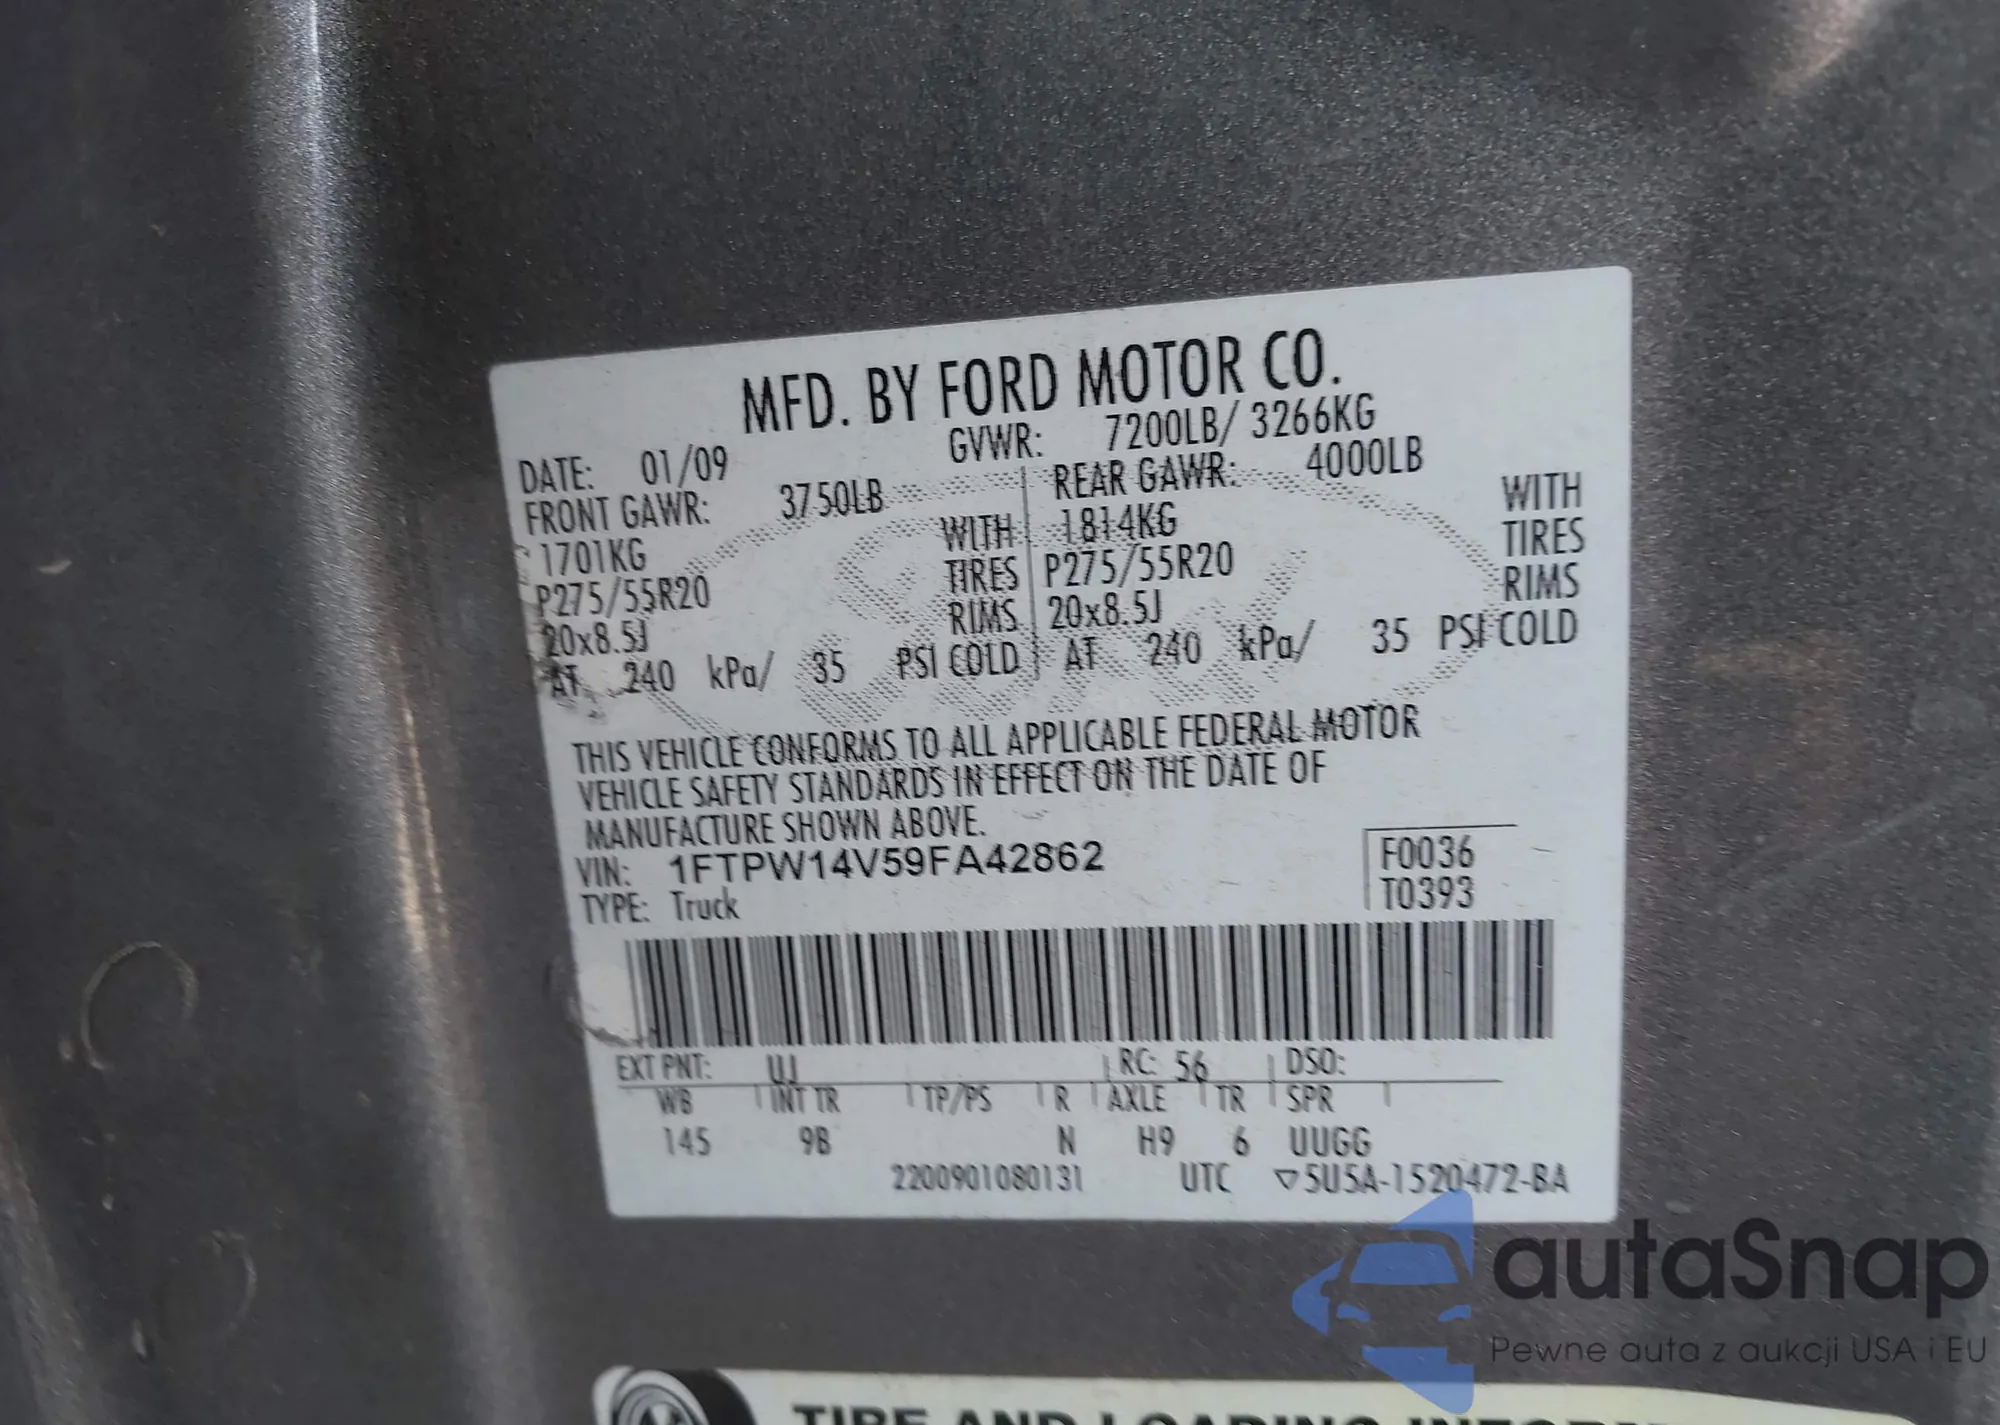 MFD. BY FORD MOTOR CO.
DATE: 01/09 GVWR: 7200LB/ 3266KG
FRONT GAWR: 3750LB REAR GAWR: 4000LB
1701KG WITH 1814KG WITH
P275/55R20 TIRES P275/55R20 TIRES
20x8.5J RIMS 20x8.5J RIMS
AT 240 kPa/ 35 PSI COLD AT 240 kPa/ 35 PSI COLD
THIS VEHICLE CONFORMS TO ALL APPLICABLE FEDERAL MOTOR
VEHICLE SAFETY STANDARDS IN EFFECT ON THE DATE OF
MANUFACTURE SHOWN ABOVE.
VIN: 1FTPW14V59FA42862 F0036
TYPE: Truck T0393
EXT PNT: UJ RC: 56 DSO:
WB INT TR TP/PS R AXLE TR SPR
145 9B N H9 6 UUGG
2200901080131 UTC ▽5U5A-1520472-BA
autaSnap
Pewne auta z aukcji USA i EU
TIRE AND LOADING